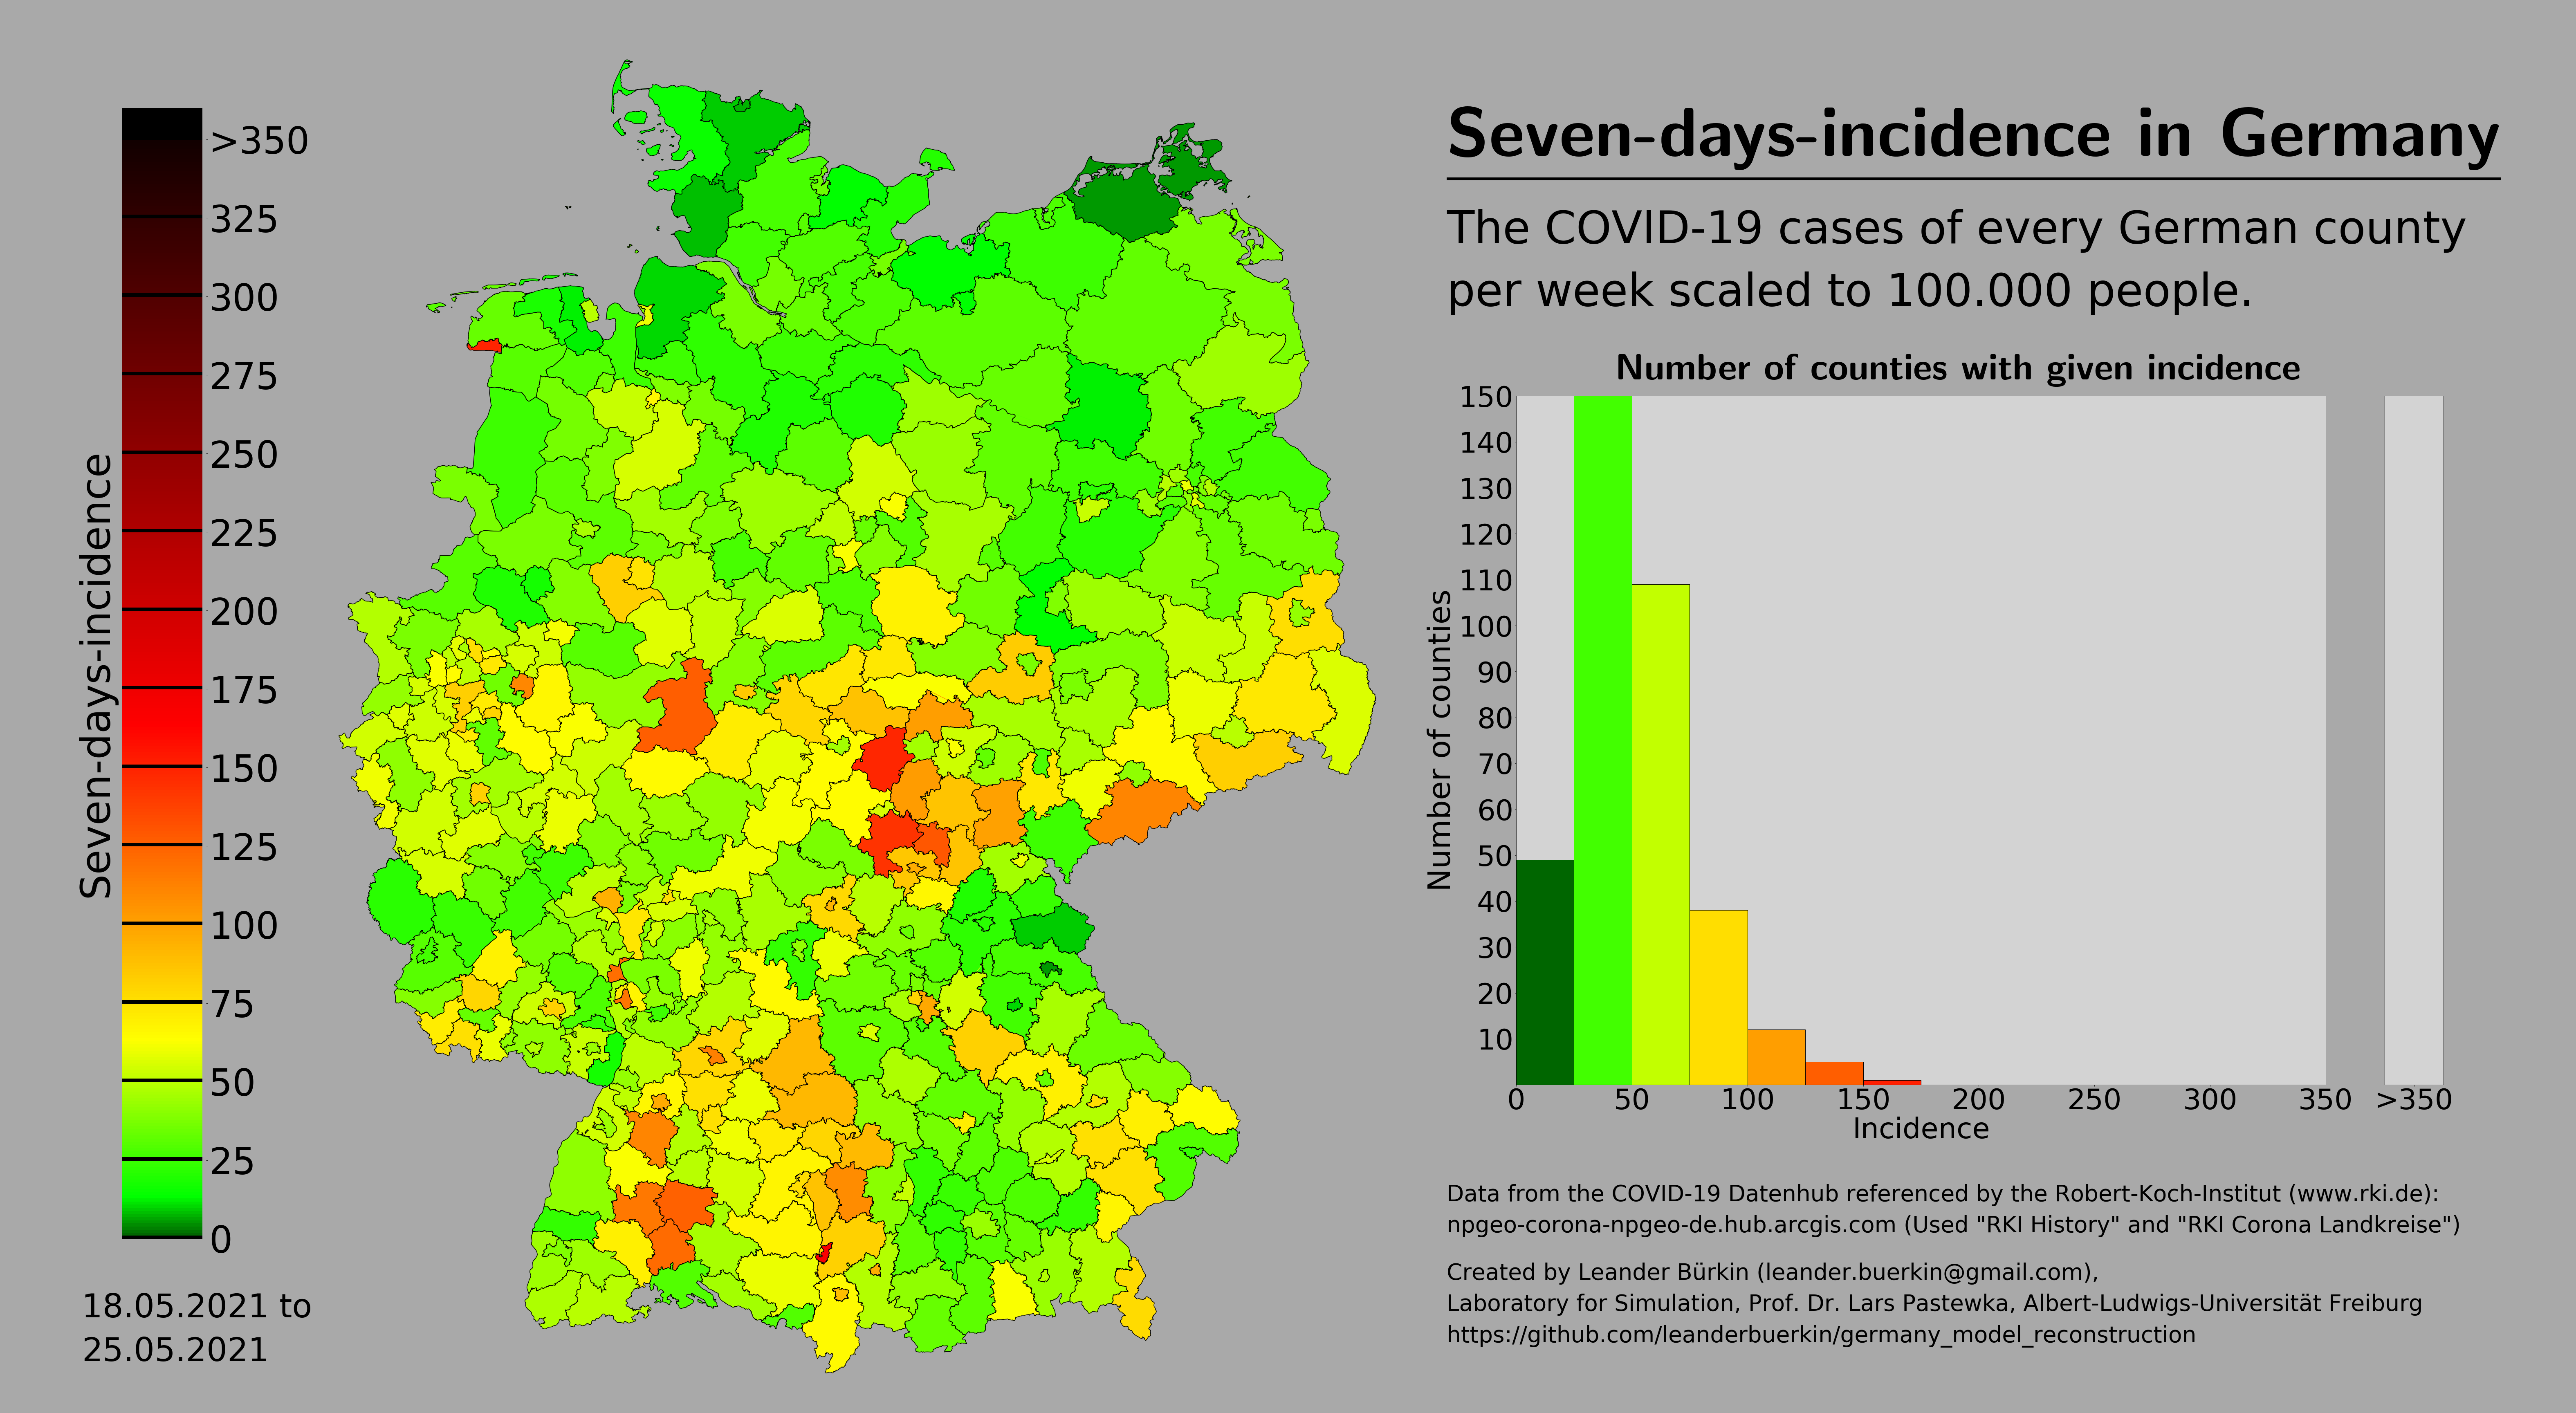 Seven-days-incidence in Germany
The COVID-19 cases of every German county
per week scaled to 100.000 people.
Seven-days-incidence
>350
325
300
275
250
225
200
175
150
125
100
75
50
25
0
18.05.2021 to
25.05.2021
Number of counties with given incidence
Number of counties
150
140
130
120
110
100
90
80
70
60
50
40
30
20
10
0 50 100 150 200 250 300 350 >350
Incidence
Data from the COVID-19 Datenhub referenced by the Robert-Koch-Institut (www.rki.de):
npgeo-corona-npgeo-de.hub.arcgis.com (Used "RKI History" and "RKI Corona Landkreise")
Created by Leander Bürkin (leander.buerkin@gmail.com),
Laboratory for Simulation, Prof. Dr. Lars Pastewka, Albert-Ludwigs-Universität Freiburg
https://github.com/leanderbuerkin/germany_model_reconstruction